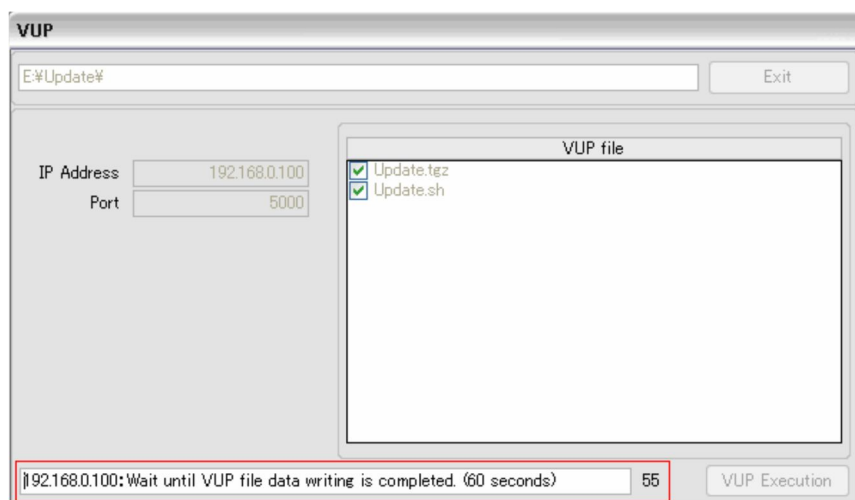 VUP
E:¥Update¥
Exit
VUP file
IP Address 192.168.0.100
Port 5000
Update.tgz
Update.sh
192.168.0.100: Wait until VUP file data writing is completed. (60 seconds) 55
VUP Execution